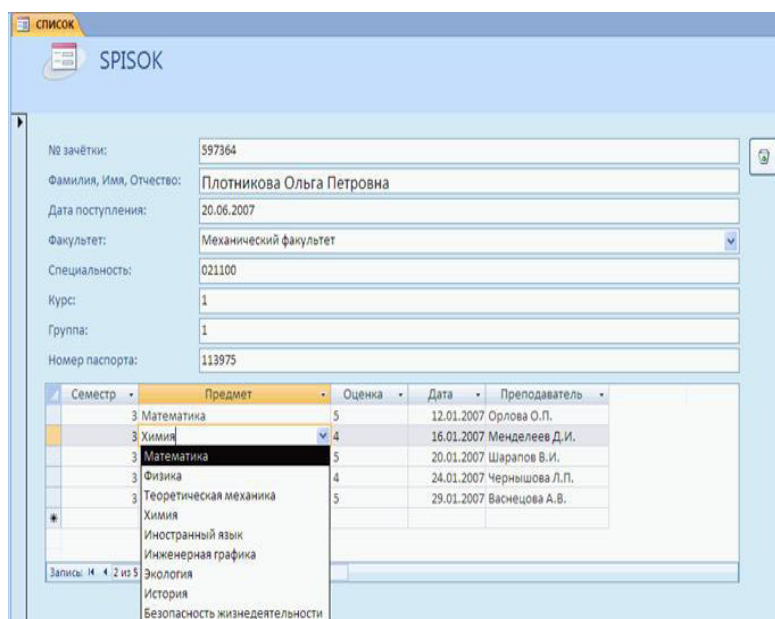 СПИСОК
SPISOK
№ зачётки: 597364
Фамилия, Имя, Отчество: Плотникова Ольга Петровна
Дата поступления: 20.06.2007
Факультет: Механический факультет
Специальность: 021100
Курс: 1
Группа: 1
Номер паспорта: 113975
Семестр Предмет Оценка Дата Преподаватель
3 Математика 5 12.01.2007 Орлова О.П.
3 Химия 4 16.01.2007 Менделеев Д.И.
3 Математика 5 20.01.2007 Шарапов В.И.
3 Физика 4 24.01.2007 Чернышова Л.П.
3 Теоретическая механика 5 29.01.2007 Васнецова А.В.
Химия
Иностранный язык
Инженерная графика
Запись: 2 из 5 Экология
История
Безопасность жизнедеятельности